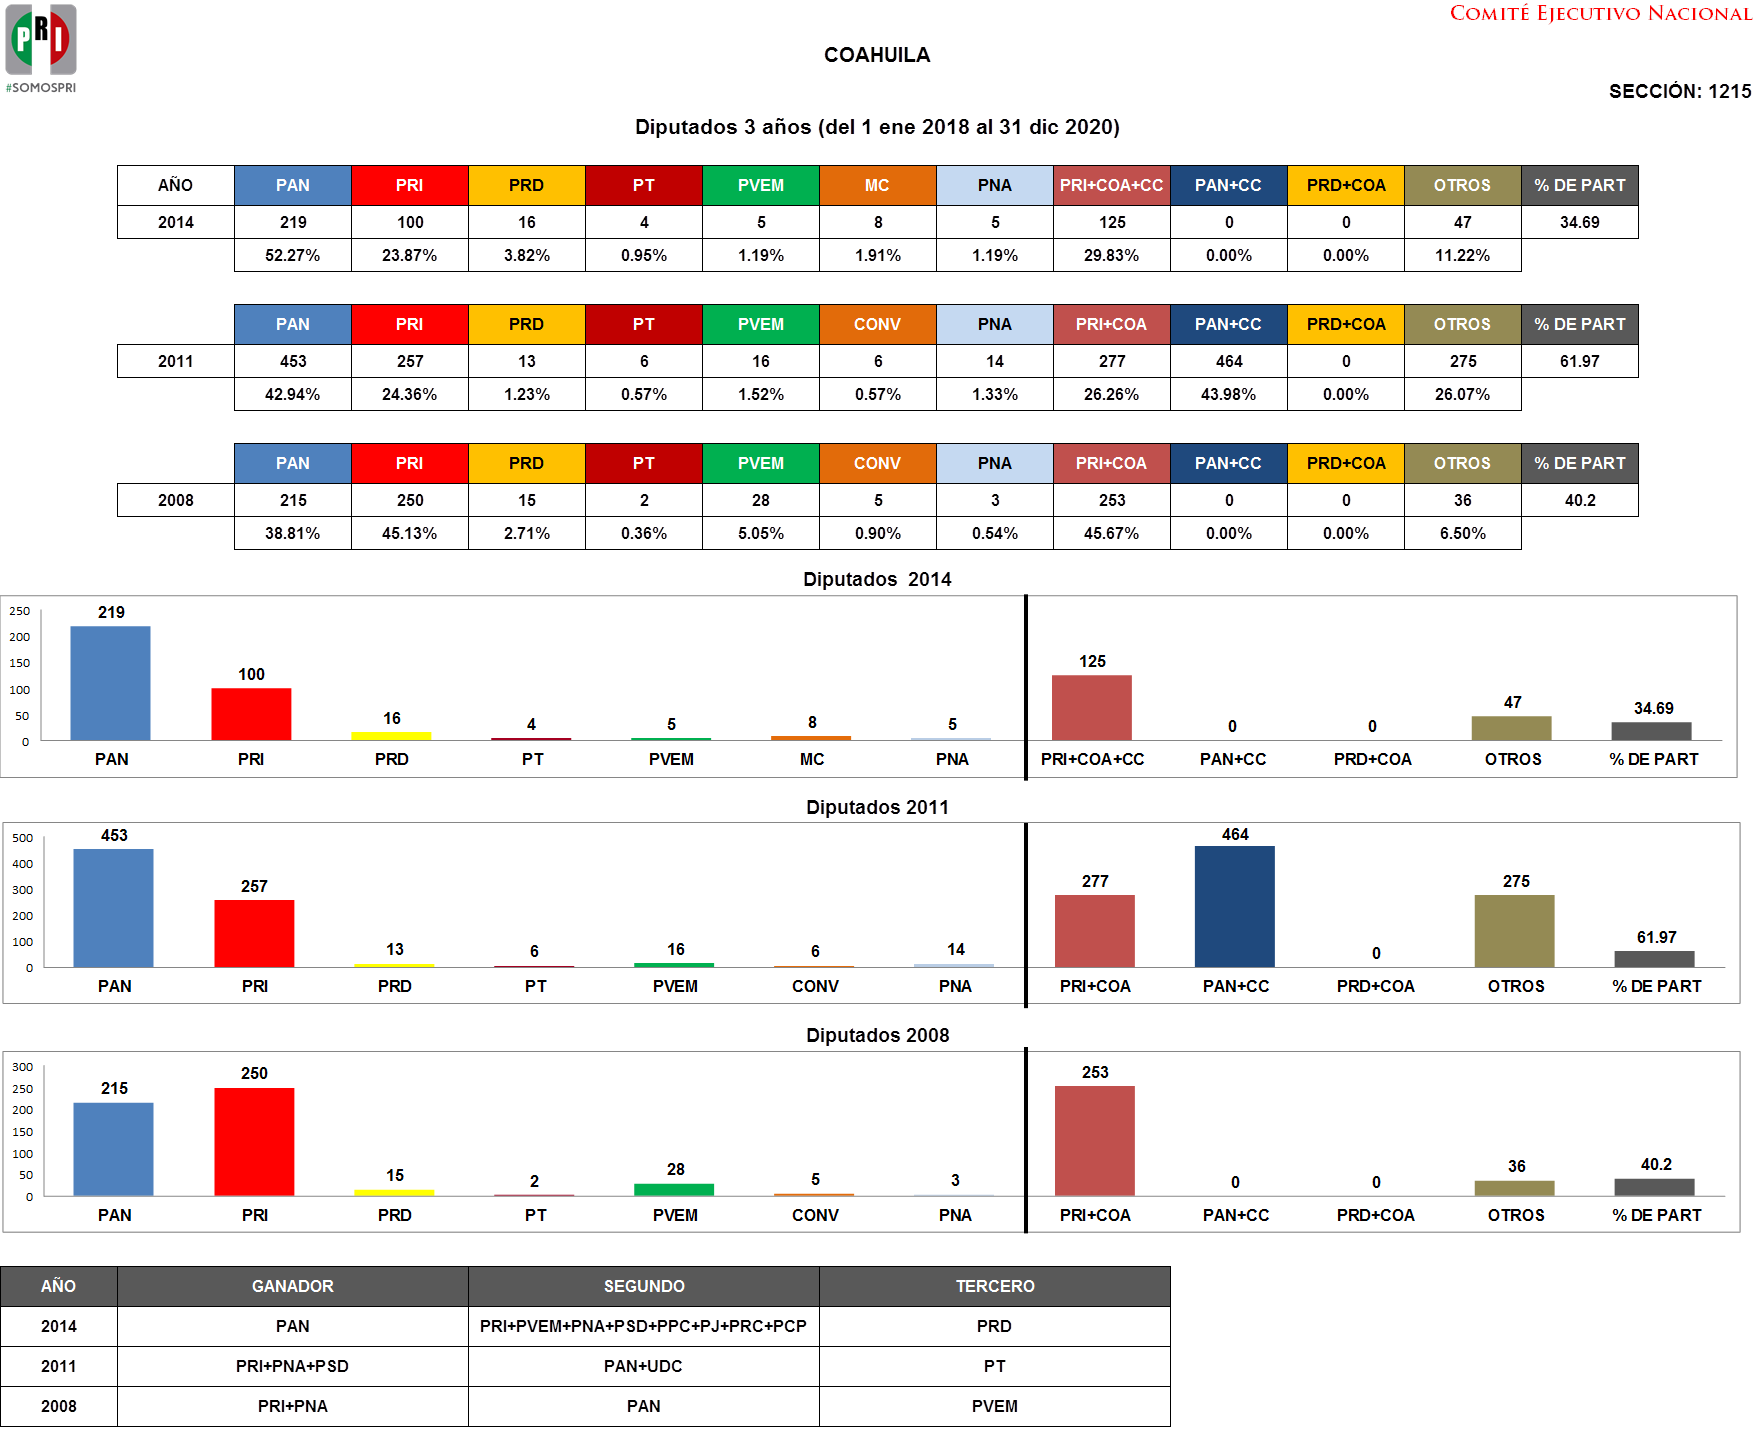 PRI
#SOMOSPRI
COMITÉ EJECUTIVO NACIONAL
COAHUILA
SECCIÓN: 1215
Diputados 3 años (del 1 ene 2018 al 31 dic 2020)
AÑO PAN PRI PRD PT PVEM MC PNA PRI+COA+CC PAN+CC PRD+COA OTROS % DE PART
2014 219 100 16 4 5 8 5 125 0 0 47 34.69
52.27% 23.87% 3.82% 0.95% 1.19% 1.91% 1.19% 29.83% 0.00% 0.00% 11.22%
PAN PRI PRD PT PVEM CONV PNA PRI+COA PAN+CC PRD+COA OTROS % DE PART
2011 453 257 13 6 16 6 14 277 464 0 275 61.97
42.94% 24.36% 1.23% 0.57% 1.52% 0.57% 1.33% 26.26% 43.98% 0.00% 26.07%
PAN PRI PRD PT PVEM CONV PNA PRI+COA PAN+CC PRD+COA OTROS % DE PART
2008 215 250 15 2 28 5 3 253 0 0 36 40.2
38.81% 45.13% 2.71% 0.36% 5.05% 0.90% 0.54% 45.67% 0.00% 0.00% 6.50%
Diputados 2014
250
200
150
100
50
0
219 100 16 4 5 8 5 125 0 0 47 34.69
PAN PRI PRD PT PVEM MC PNA PRI+COA+CC PAN+CC PRD+COA OTROS % DE PART
Diputados 2011
500
400
300
200
100
0
453 257 13 6 16 6 14 277 464 0 275 61.97
PAN PRI PRD PT PVEM CONV PNA PRI+COA PAN+CC PRD+COA OTROS % DE PART
Diputados 2008
300
250
200
150
100
50
0
215 250 15 2 28 5 3 253 0 0 36 40.2
PAN PRI PRD PT PVEM CONV PNA PRI+COA PAN+CC PRD+COA OTROS % DE PART
AÑO GANADOR SEGUNDO TERCERO
2014 PAN PRI+PVEM+PNA+PSD+PPC+PJ+PRC+PCP PRD
2011 PRI+PNA+PSD PAN+UDC PT
2008 PRI+PNA PAN PVEM